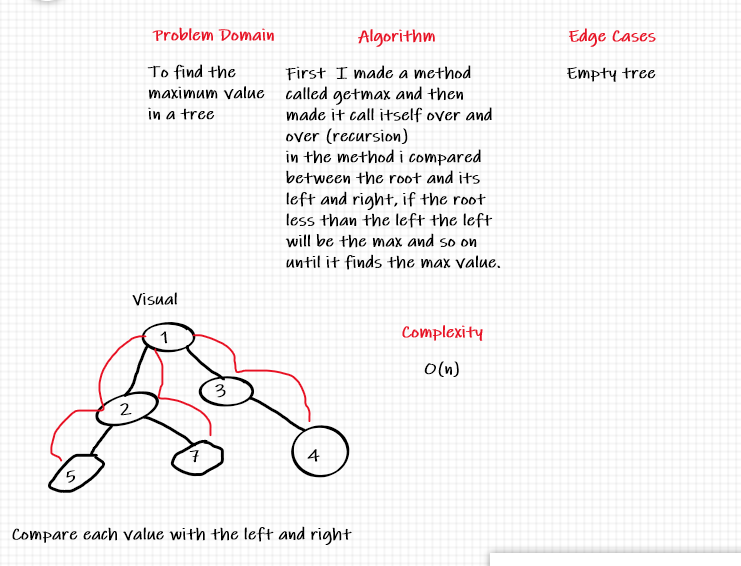 Problem Domain
To find the
maximum value
in a tree
Algorithm
First I made a method
called getmax and then
made it call itself over and
over (recursion)
in the method i compared
between the root and its
left and right, if the root
less than the left the left
will be the max and so on
until it finds the max value.
Edge Cases
Empty tree
Visual
1
2
3
5
7
4
Complexity
O(n)
Compare each value with the left and right